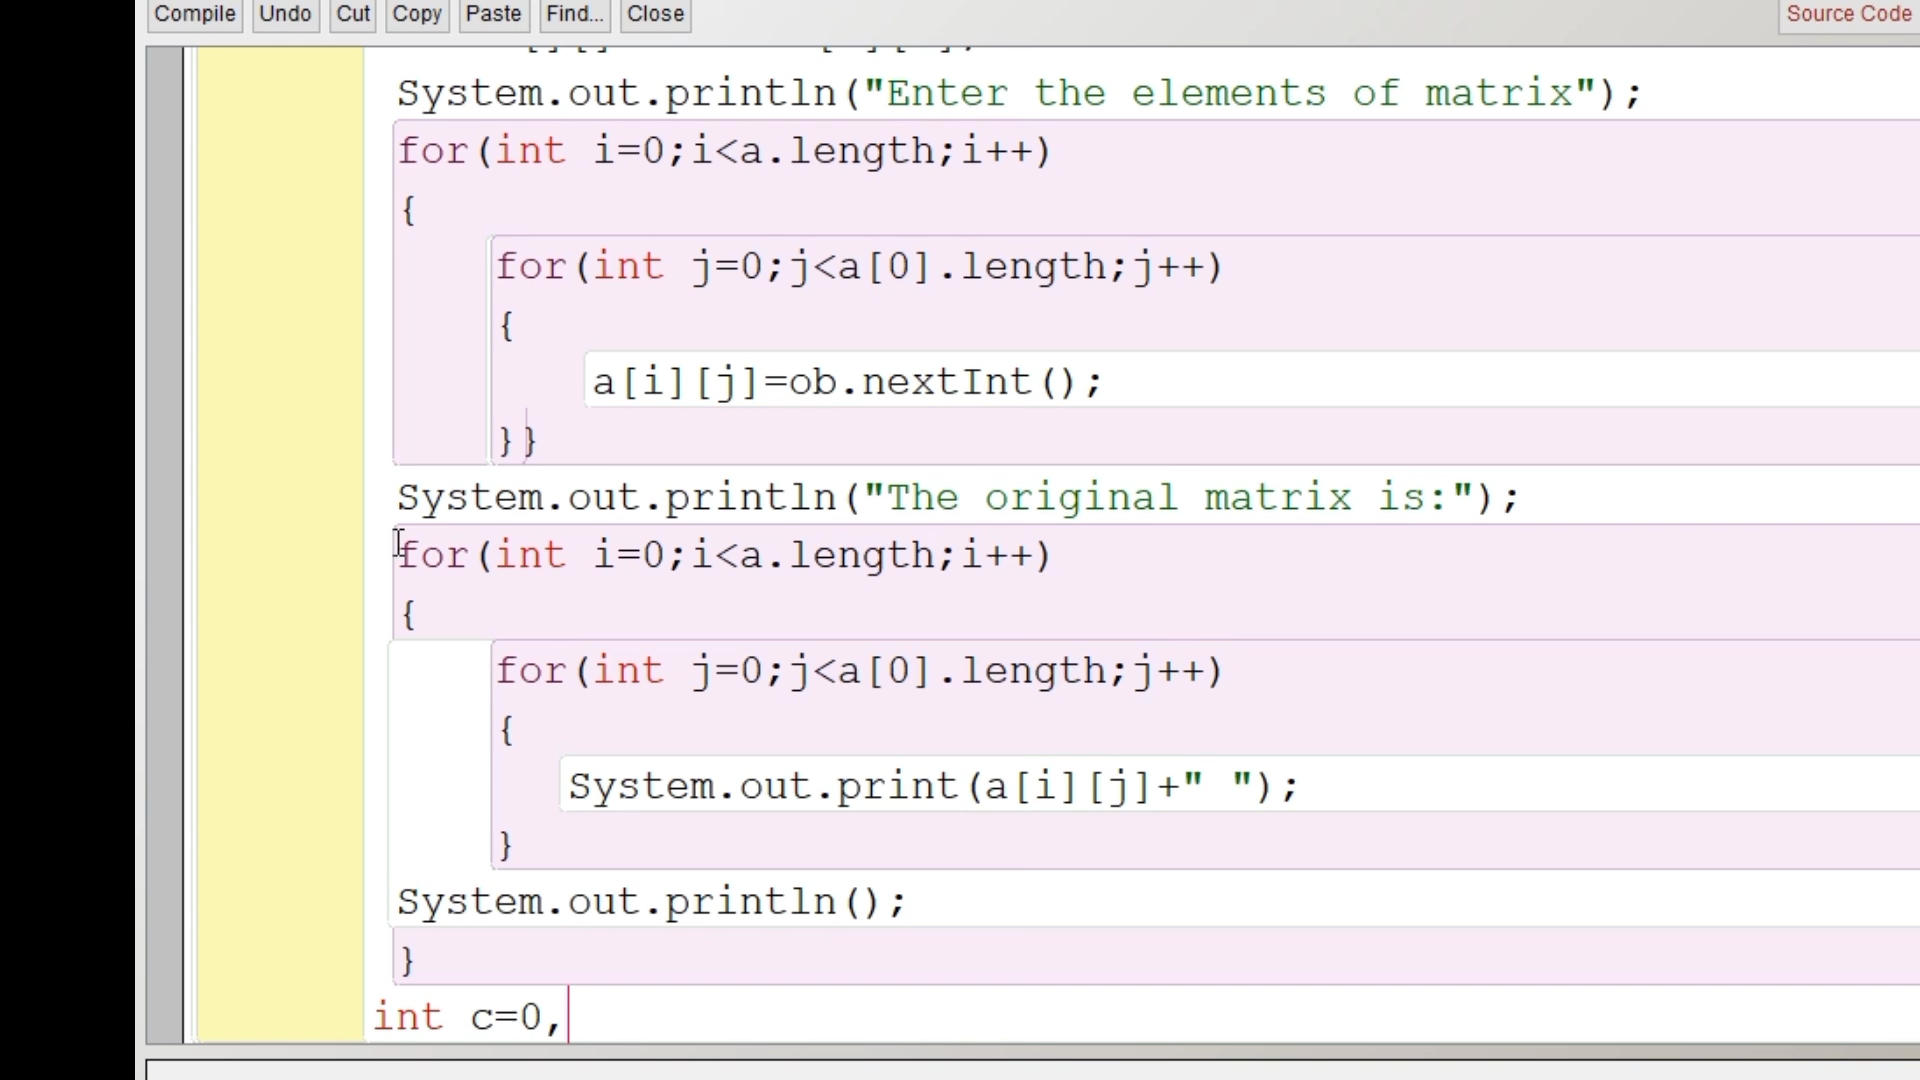 Compile Undo Cut Copy Paste Find... Close Source Code
System.out.println("Enter the elements of matrix");
for(int i=0;i<a.length;i++)
{
for(int j=0;j<a[0].length;j++)
{
a[i][j]=ob.nextInt();
}}
System.out.println("The original matrix is:");
for(int i=0;i<a.length;i++)
{
for(int j=0;j<a[0].length;j++)
{
System.out.print(a[i][j]+" ");
}
System.out.println();
}
int c=0,